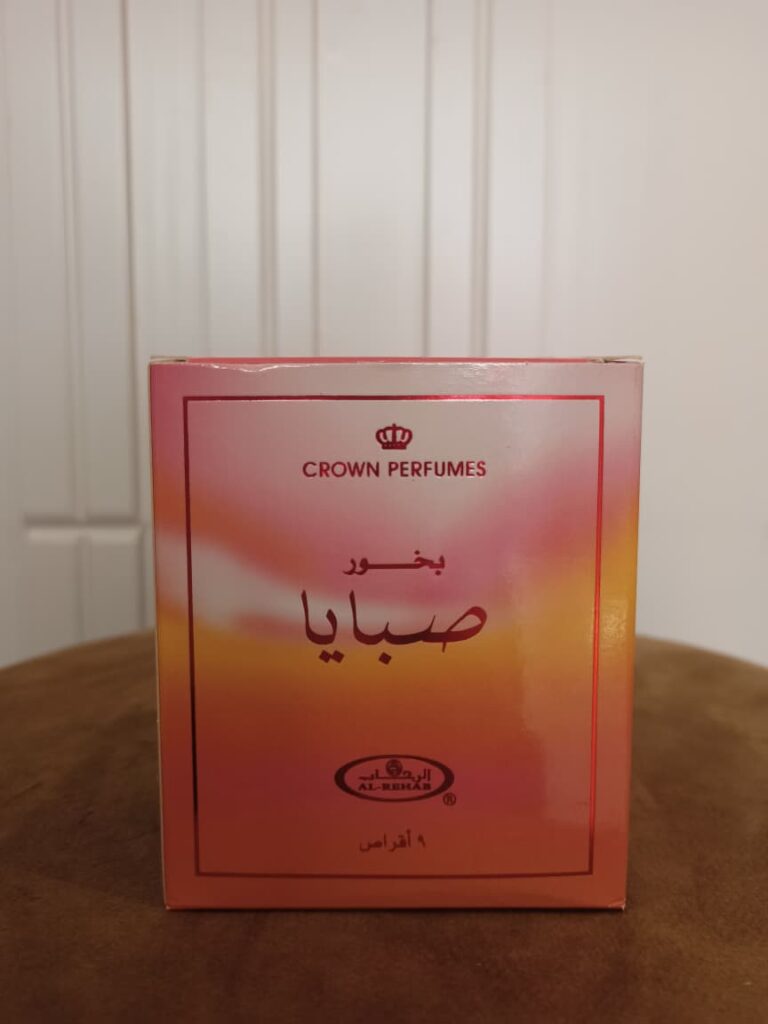 CROWN PERFUMES
بخور
صبايا
الرحاب
AL-REHAB
®
٩ أقراص